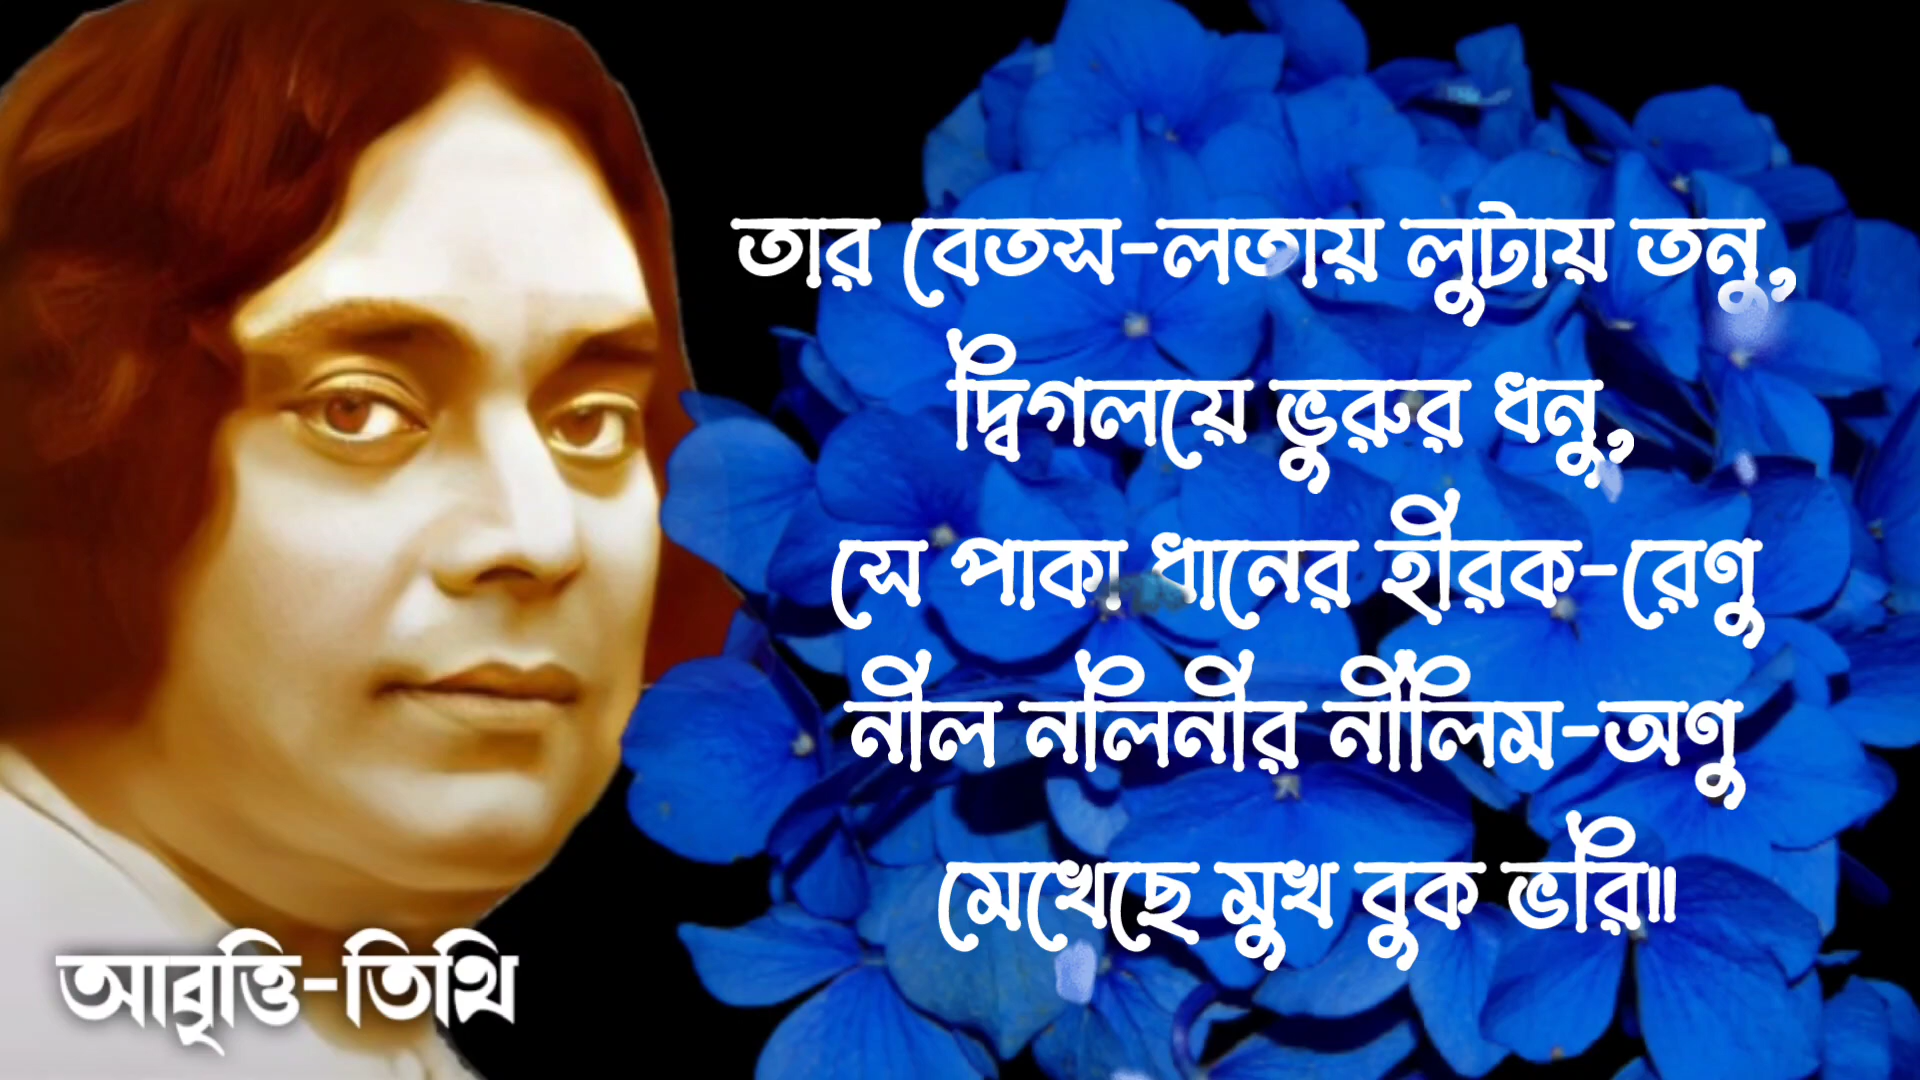 তার বেতস-লতায় লুটায় তনু,
দ্বিগলয়ে ভুরুর ধনু,
সে পাকা ধানের হীরক-রেণু
নীল নলিনীর নীলিম-অণু
মেখেছে মুখ বুক ভরি॥
আবৃত্তি-তিথি